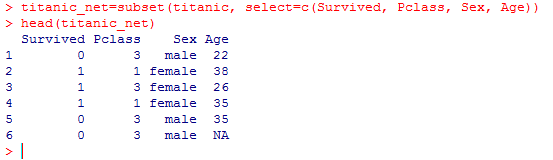 > titanic_net=subset(titanic, select=c(Survived, Pclass, Sex, Age))
> head(titanic_net)
  Survived Pclass    Sex Age
1        0      3   male  22
2        1      1 female  38
3        1      3 female  26
4        1      1 female  35
5        0      3   male  35
6        0      3   male  NA
>